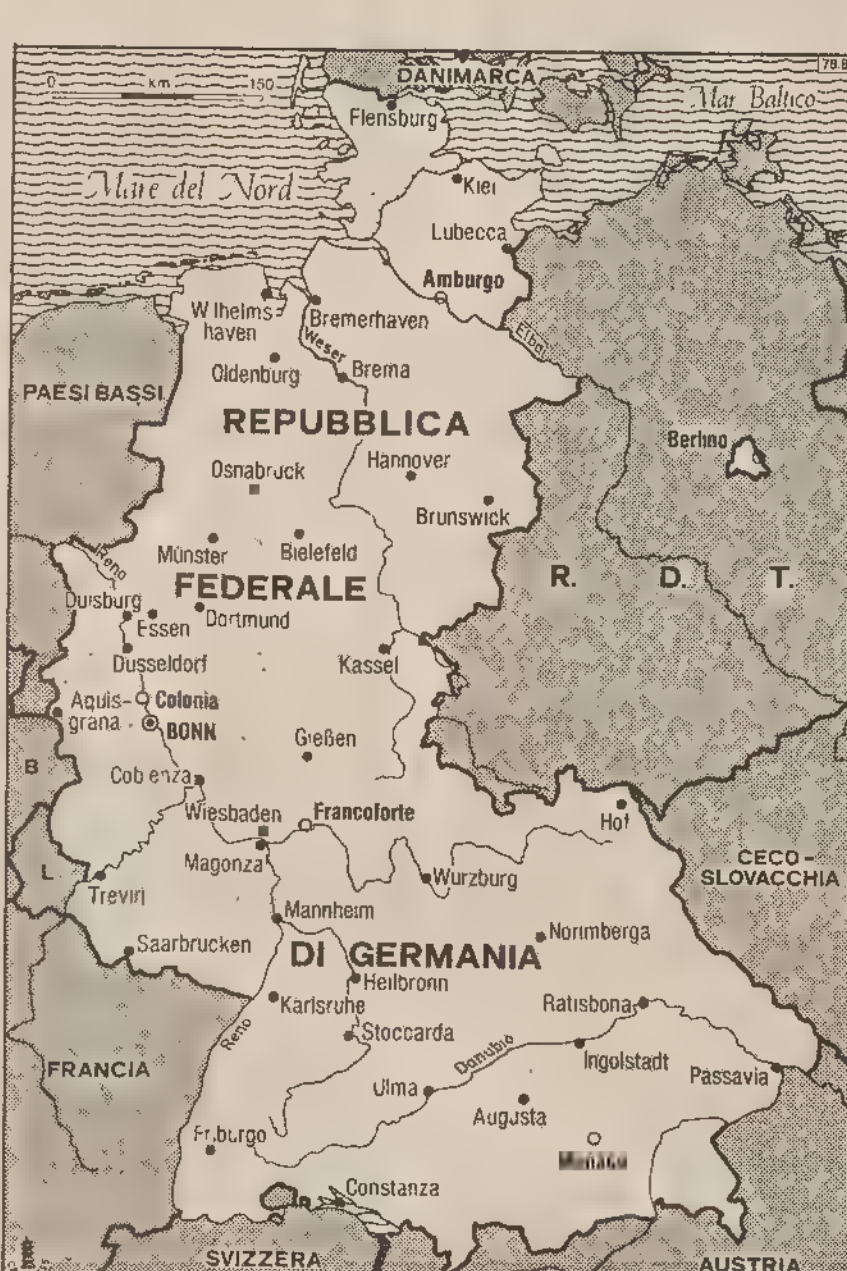 0 km 150
DANIMARCA
Mar Baltico
Flensburg
Mare del Nord
Kiel
Lubecca
Amburgo
Wilhelms-
haven
Bremerhaven
Elba
Weser
Oldenburg
Brema
PAESI BASSI
REPUBBLICA
Berlino
Osnabruck
Hannover
Brunswick
Münster
Bielefeld
Reno
FEDERALE
R. D. T.
Duisburg
Essen
Dortmund
Dusseldorf
Kassel
Aquis-
grana
Colonia
BONN
Gießen
B
Coblenza
Wiesbaden
Francoforte
Hof
Magonza
L
Treviri
Wurzburg
CECO-
SLOVACCHIA
Mannheim
Norimberga
Saarbrucken
DI GERMANIA
Heilbronn
Karlsruhe
Ratisbona
Reno
Stoccarda
Danubio
Ingolstadt
FRANCIA
Passavia
Ulma
Augusta
Friburgo
Constanza
SVIZZERA
AUSTRIA